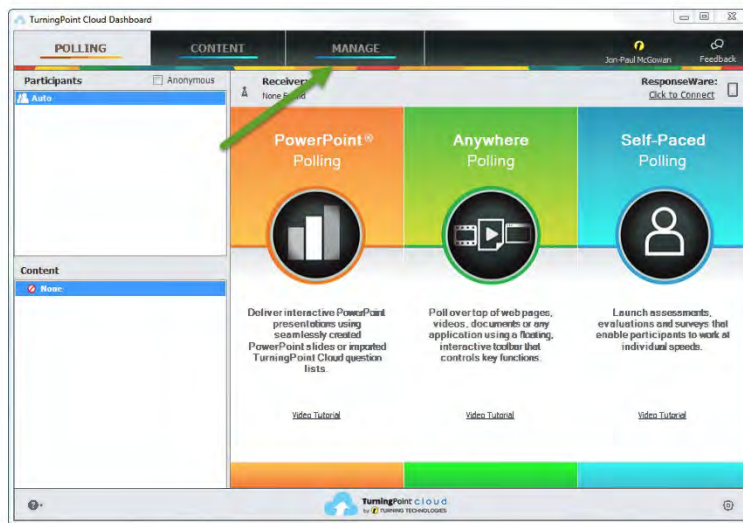 TurningPoint Cloud Dashboard
POLLING
CONTENT
MANAGE
Jon-Paul McGowan
Feedback
Participants
Anonymous
Auto
Receiver:
None
ResponseWare:
Click to Connect
PowerPoint®
Polling
Anywhere
Polling
Self-Paced
Polling
Content
None
Deliver interactive PowerPoint
presentations using
seamlessly created
PowerPoint slides or imported
TurningPoint Cloud question
lists.
Poll over top of web pages,
videos, documents or any
application using a floating,
interactive toolbar that
controls key functions.
Launch assessments,
evaluations and surveys that
enable participants to work at
individual speeds.
Video Tutorial
Video Tutorial
Video Tutorial
TurningPoint cloud
by TURNING TECHNOLOGIES